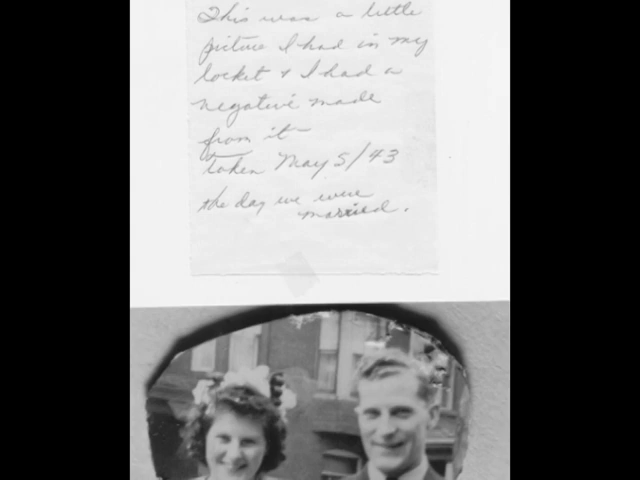 This was a little
picture I had in my
locket & I had a
negative made
from it—
taken May 5/43
the day we were
married.